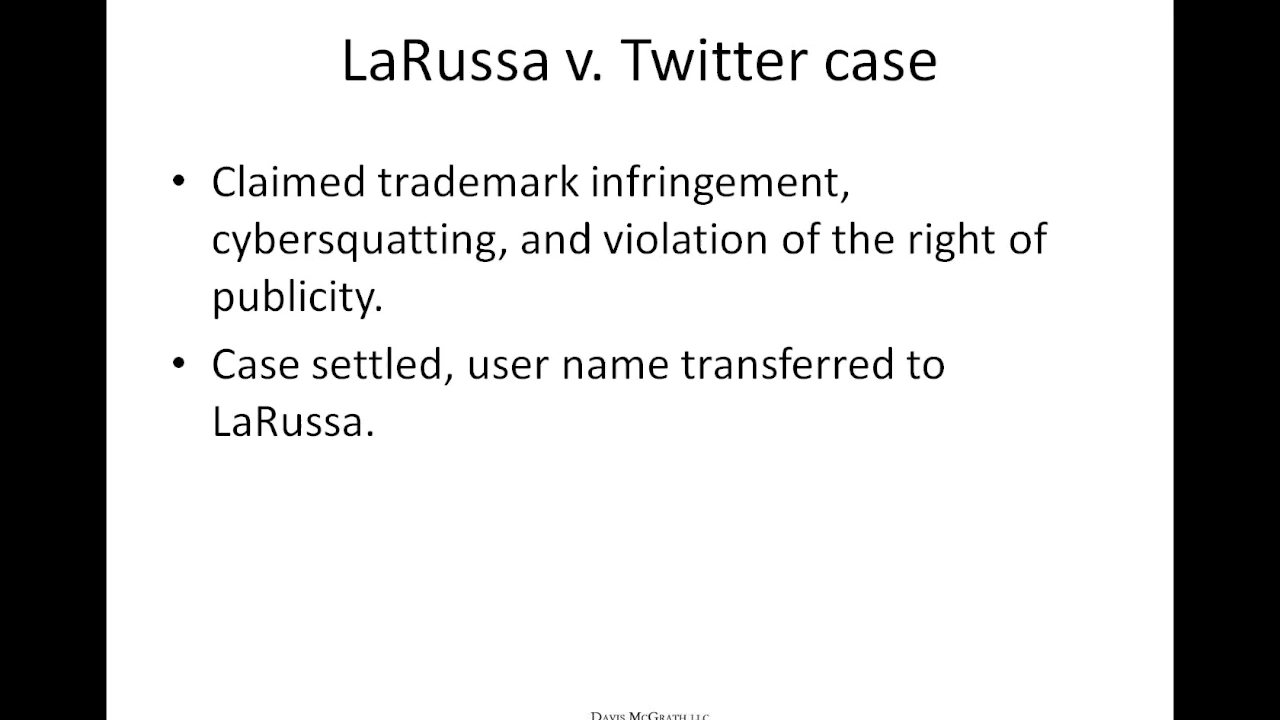 LaRussa v. Twitter case
• Claimed trademark infringement,
cybersquatting, and violation of the right of
publicity.
• Case settled, user name transferred to
LaRussa.
DAVIS MCGRATH LLC